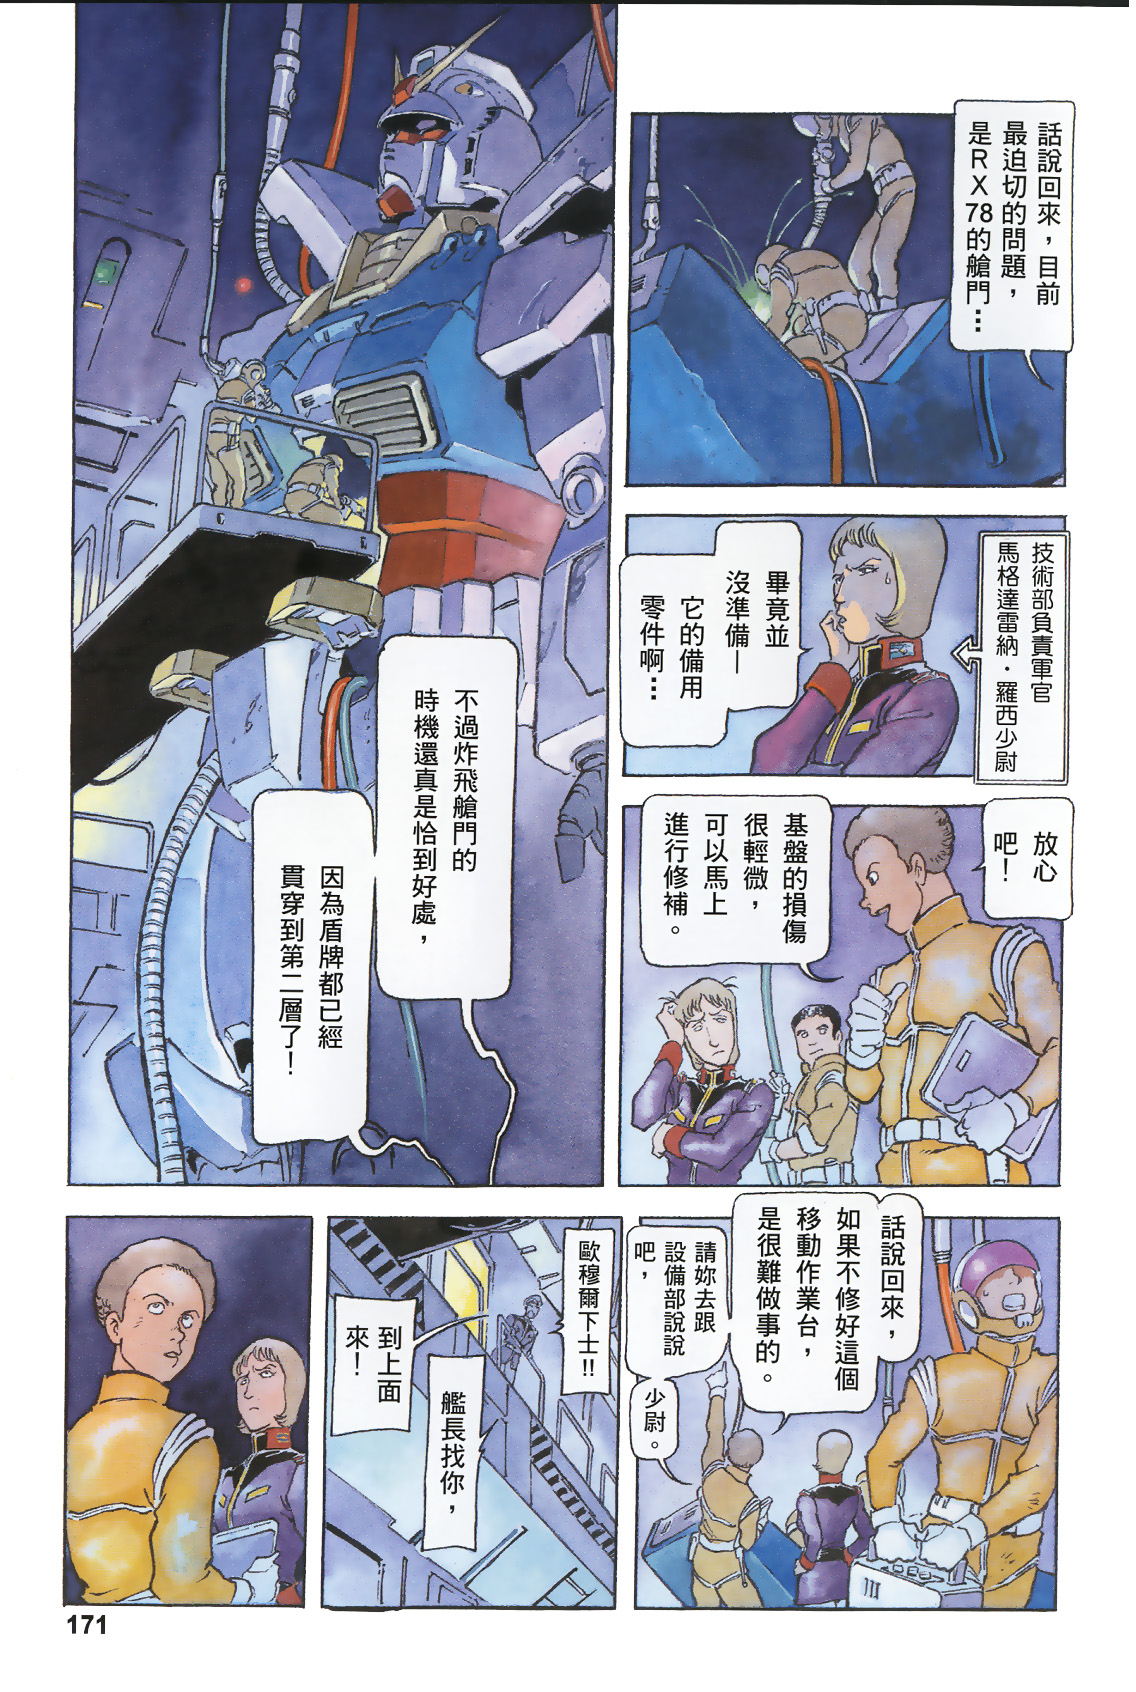 話說回來，目前
最迫切的問題，
是RX78的艙門…
技術部負責軍官
馬格達雷納・羅西少尉
畢竟並
沒準備—
它的備用
零件啊…
放心
吧！
基盤的損傷
很輕微，
可以馬上
進行修補。
不過炸飛艙門的
時機還真是恰到好處，
因為盾牌都已經
貫穿到第二層了！
話說回來，
如果不修好這個
移動作業台，
是很難做事的。
請妳去跟
設備部說說
吧，
少尉。
歐穆爾下士!!
艦長找你，
到上面
來！
171